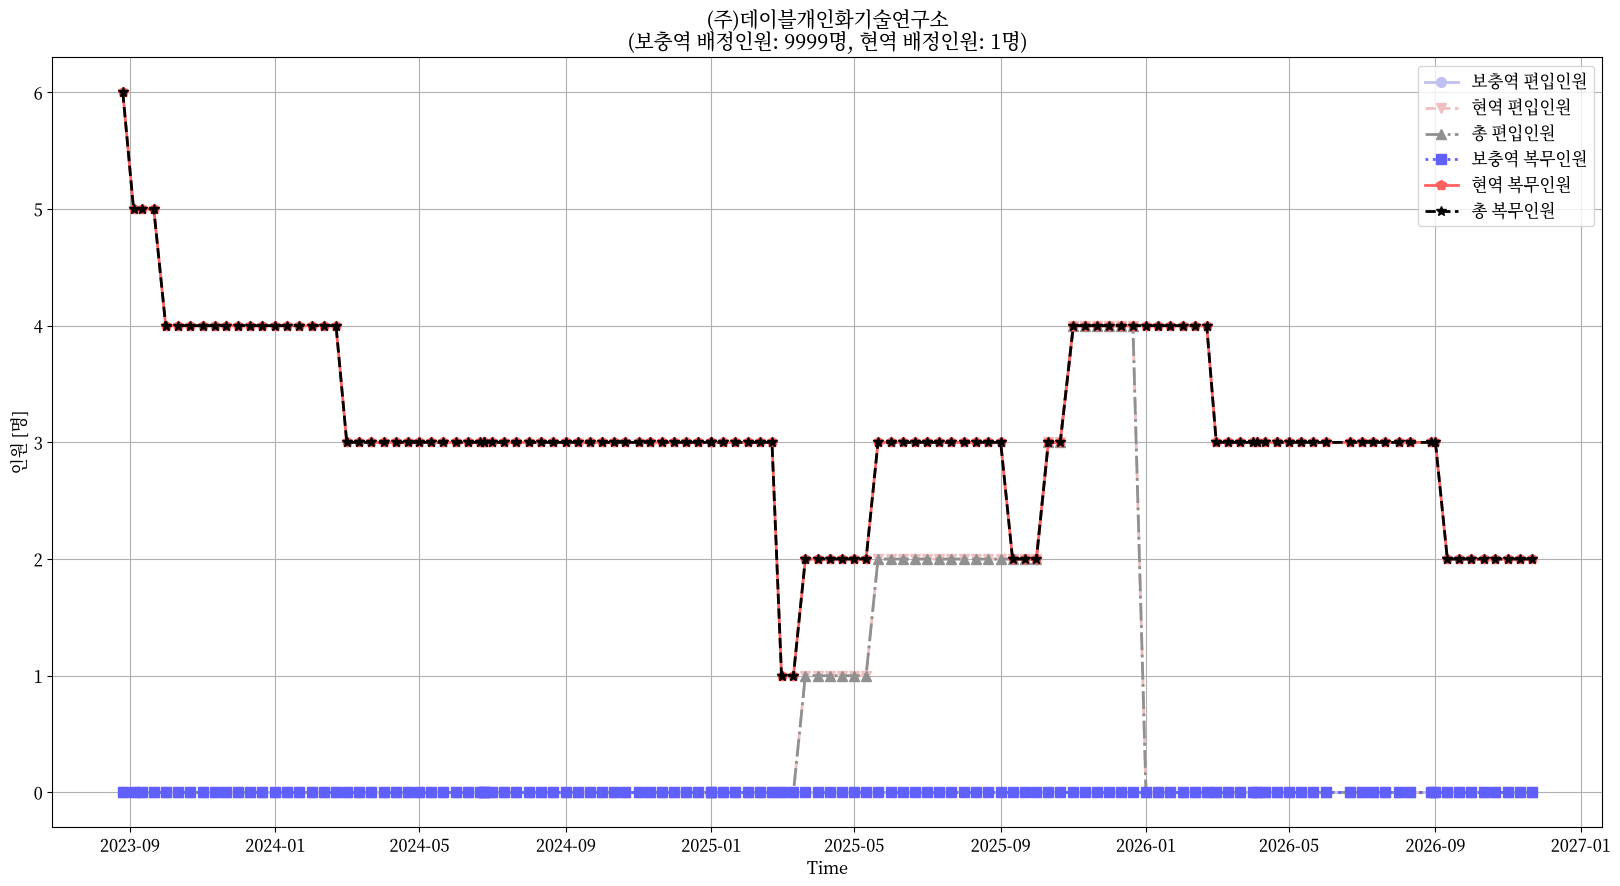 (주)데이블개인화기술연구소
(보충역 배정인원: 9999명, 현역 배정인원: 1명)
보충역 편입인원
현역 편입인원
총 편입인원
보충역 복무인원
현역 복무인원
총 복무인원
인원 [명]
6
5
4
3
2
1
0
2023-09
2024-01
2024-05
2024-09
2025-01
2025-05
2025-09
2026-01
2026-05
2026-09
2027-01
Time